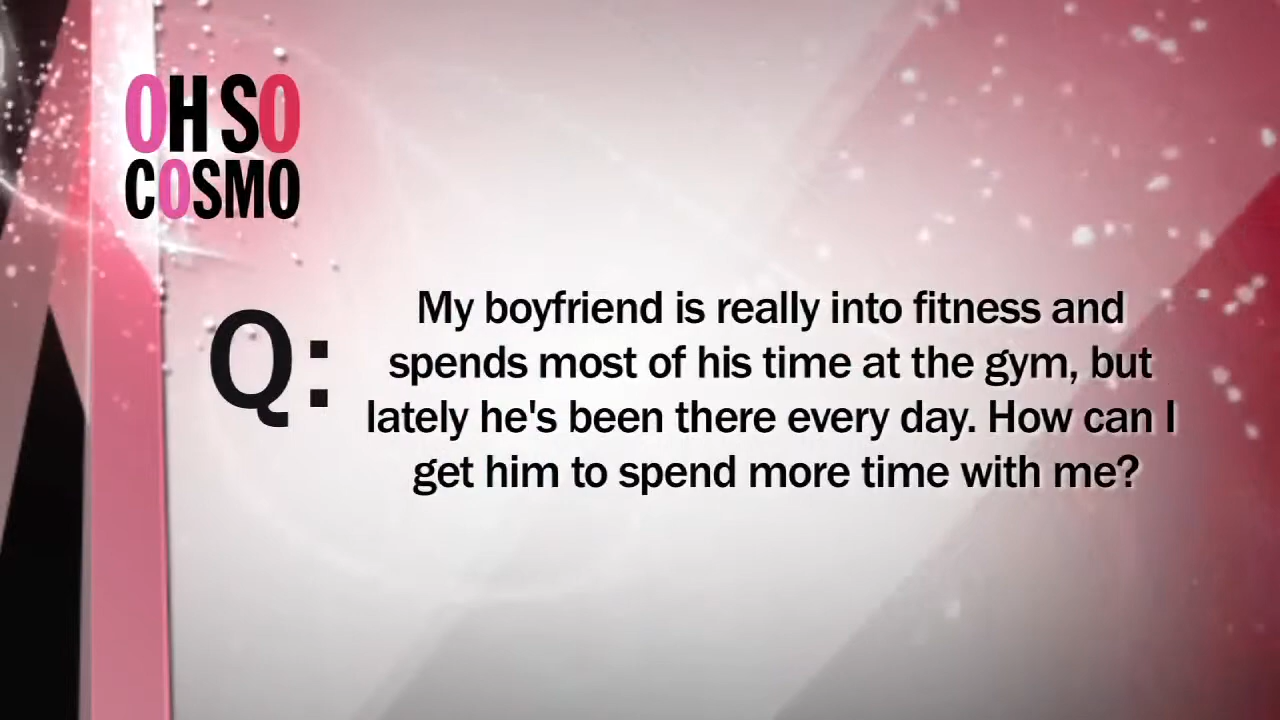 OH SO
COSMO
Q:
My boyfriend is really into fitness and
spends most of his time at the gym, but
lately he's been there every day. How can I
get him to spend more time with me?